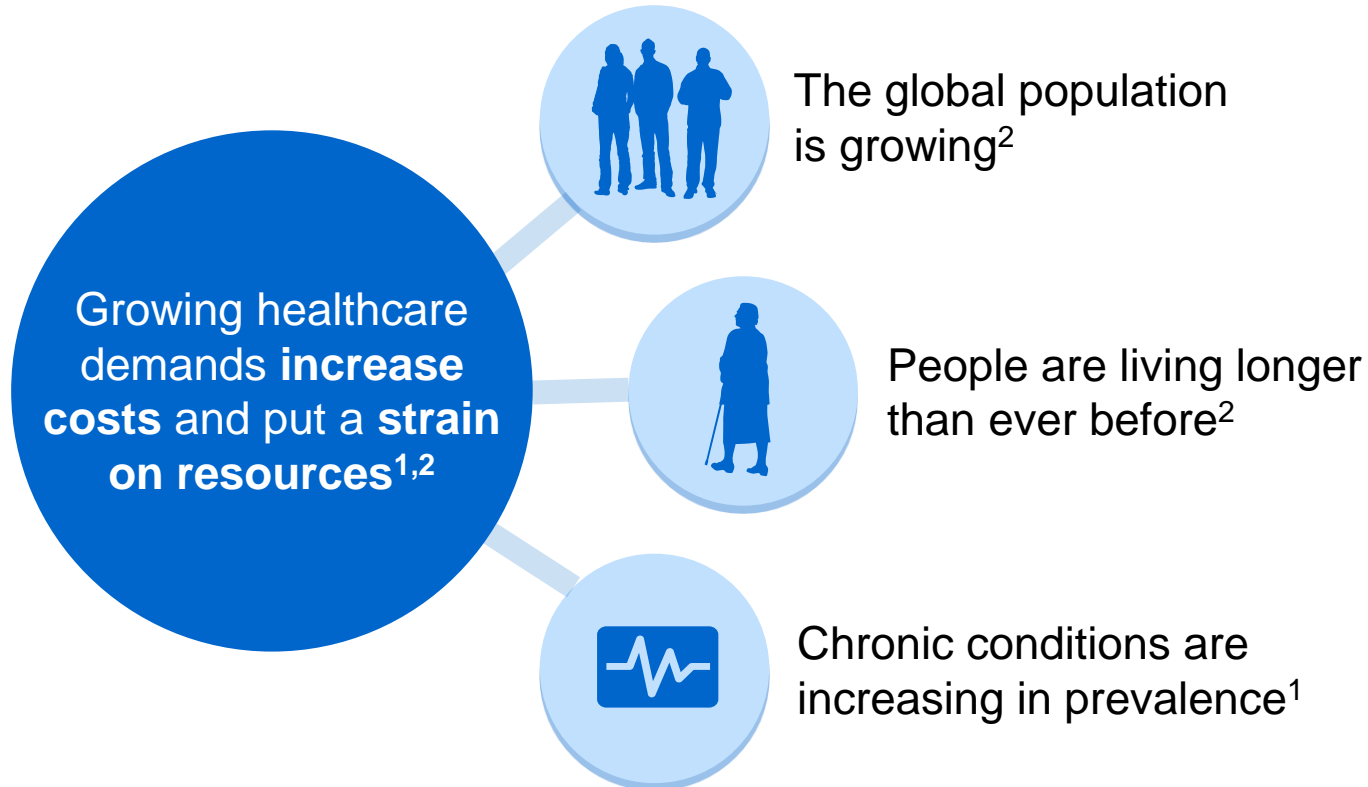 Growing healthcare
demands increase
costs and put a strain
on resources1,2
The global population
is growing2
People are living longer
than ever before2
Chronic conditions are
increasing in prevalence1